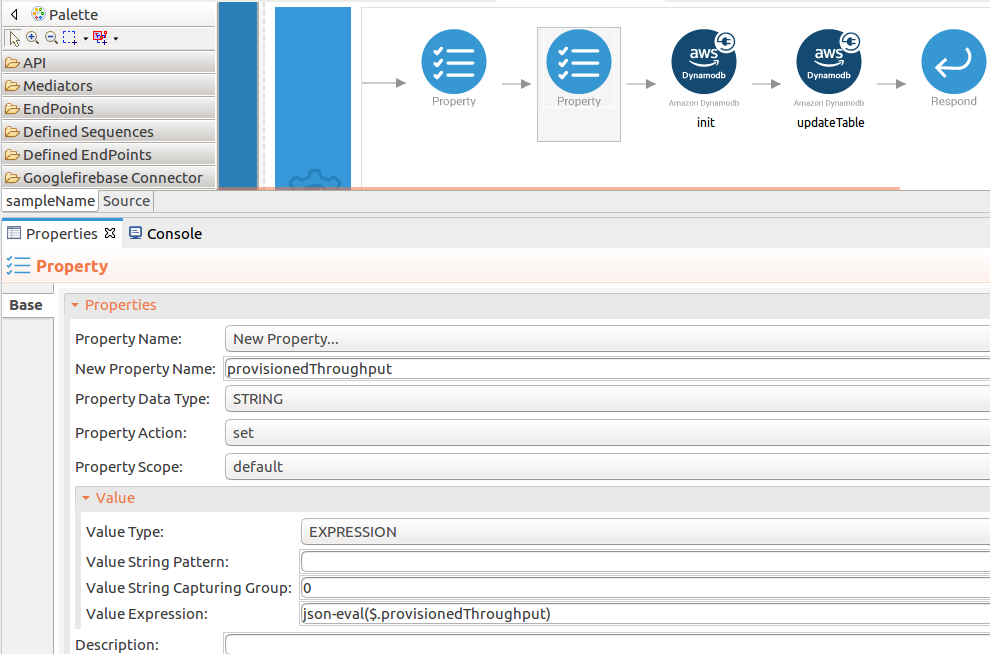 Palette
API
Mediators
EndPoints
Defined Sequences
Defined EndPoints
Googlefirebase Connector
Property
Property
aws
Dynamodb
Amazon Dynamodb
init
aws
Dynamodb
Amazon Dynamodb
updateTable
Respond
sampleName
Source
Properties
Console
Property
Base
Properties
Property Name: New Property...
New Property Name: provisionedThroughput
Property Data Type: STRING
Property Action: set
Property Scope: default
Value
Value Type: EXPRESSION
Value String Pattern:
Value String Capturing Group: 0
Value Expression: json-eval($.provisionedThroughput)
Description: